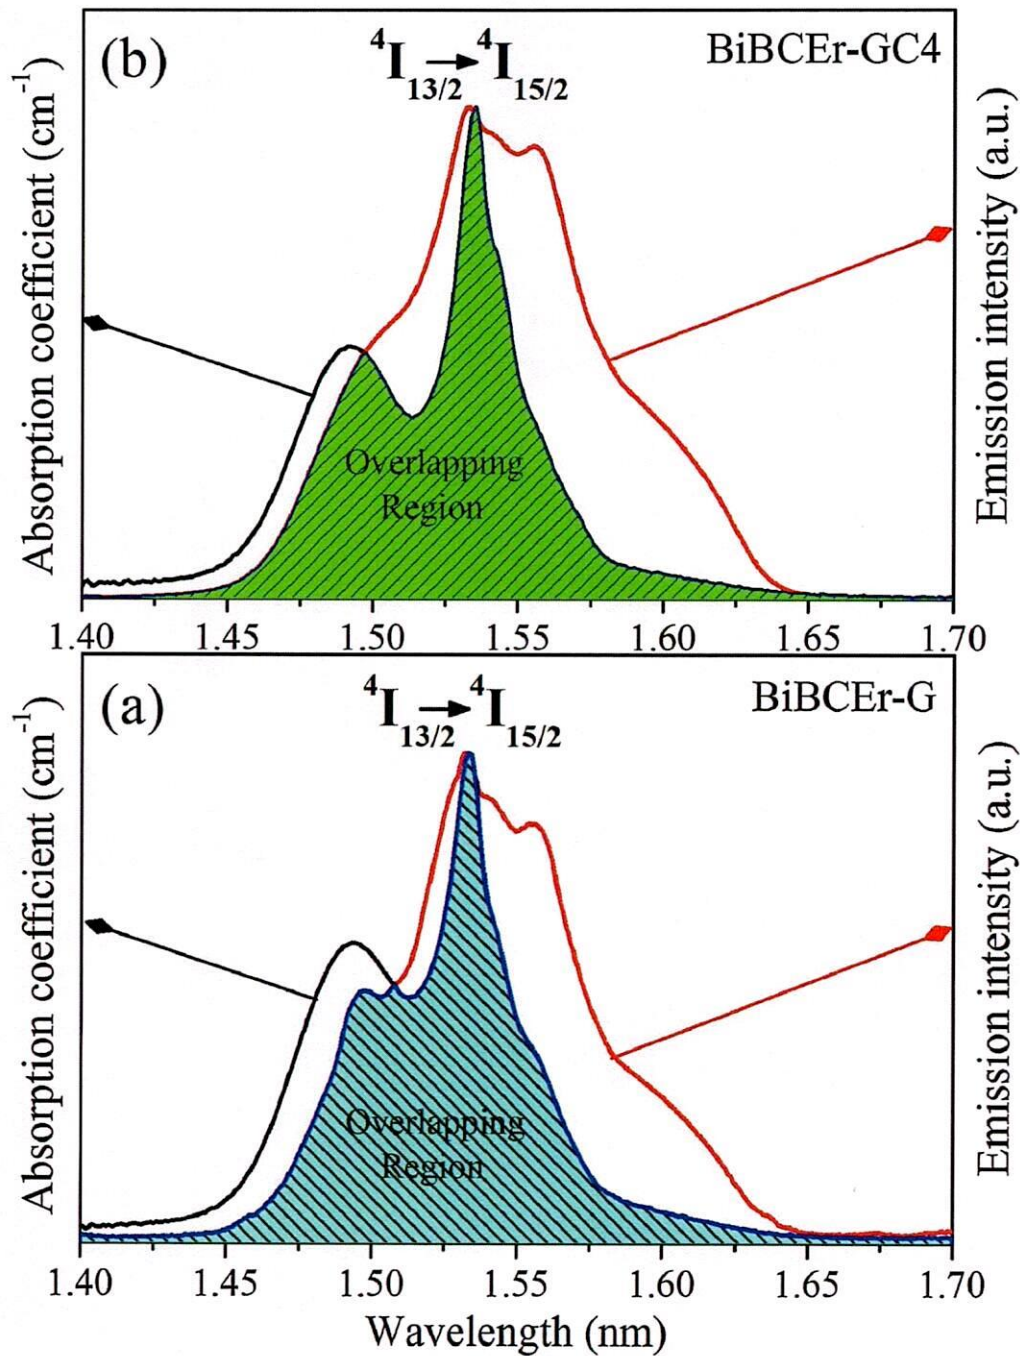 (b)
⁴I₁₃/₂ → ⁴I₁₅/₂
BiBCEr-GC4
Absorption coefficient (cm⁻¹)
Emission intensity (a.u.)
Overlapping
Region
1.40 1.45 1.50 1.55 1.60 1.65 1.70
(a)
⁴I₁₃/₂ → ⁴I₁₅/₂
BiBCEr-G
Absorption coefficient (cm⁻¹)
Emission intensity (a.u.)
Overlapping
Region
1.40 1.45 1.50 1.55 1.60 1.65 1.70
Wavelength (nm)